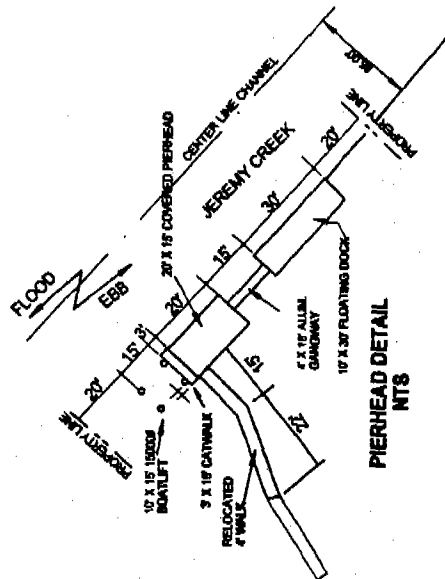 FLOOD
EBB
CENTER LINE CHANNEL
JEREMY CREEK
PROPERTY LINE
20'
15'
3'
20'
15'
30'
20'
PROPERTY LINE
20' X 15' COVERED PIERHEAD
10' X 15' 15000#
BOATLIFT
3' X 18' CATWALK
RELOCATED
4' WALK
15'
4' X 16' ALUM.
GANGWAY
10' X 30' FLOATING DOCK
PIERHEAD DETAIL
NTS